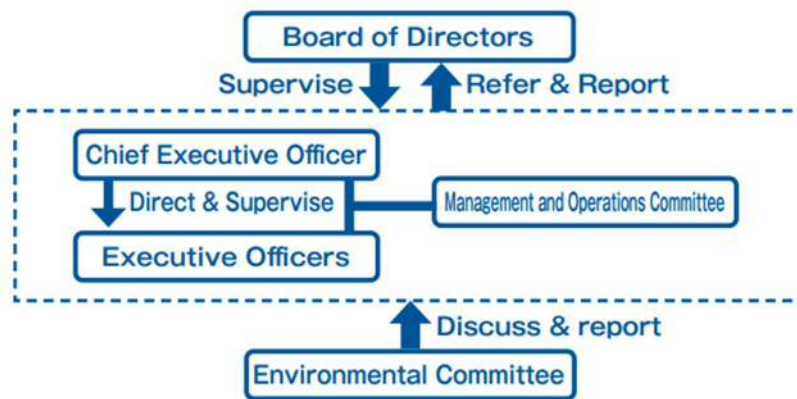 Board of Directors
Supervise
Refer & Report
Chief Executive Officer
Direct & Supervise
Management and Operations Committee
Executive Officers
Discuss & report
Environmental Committee